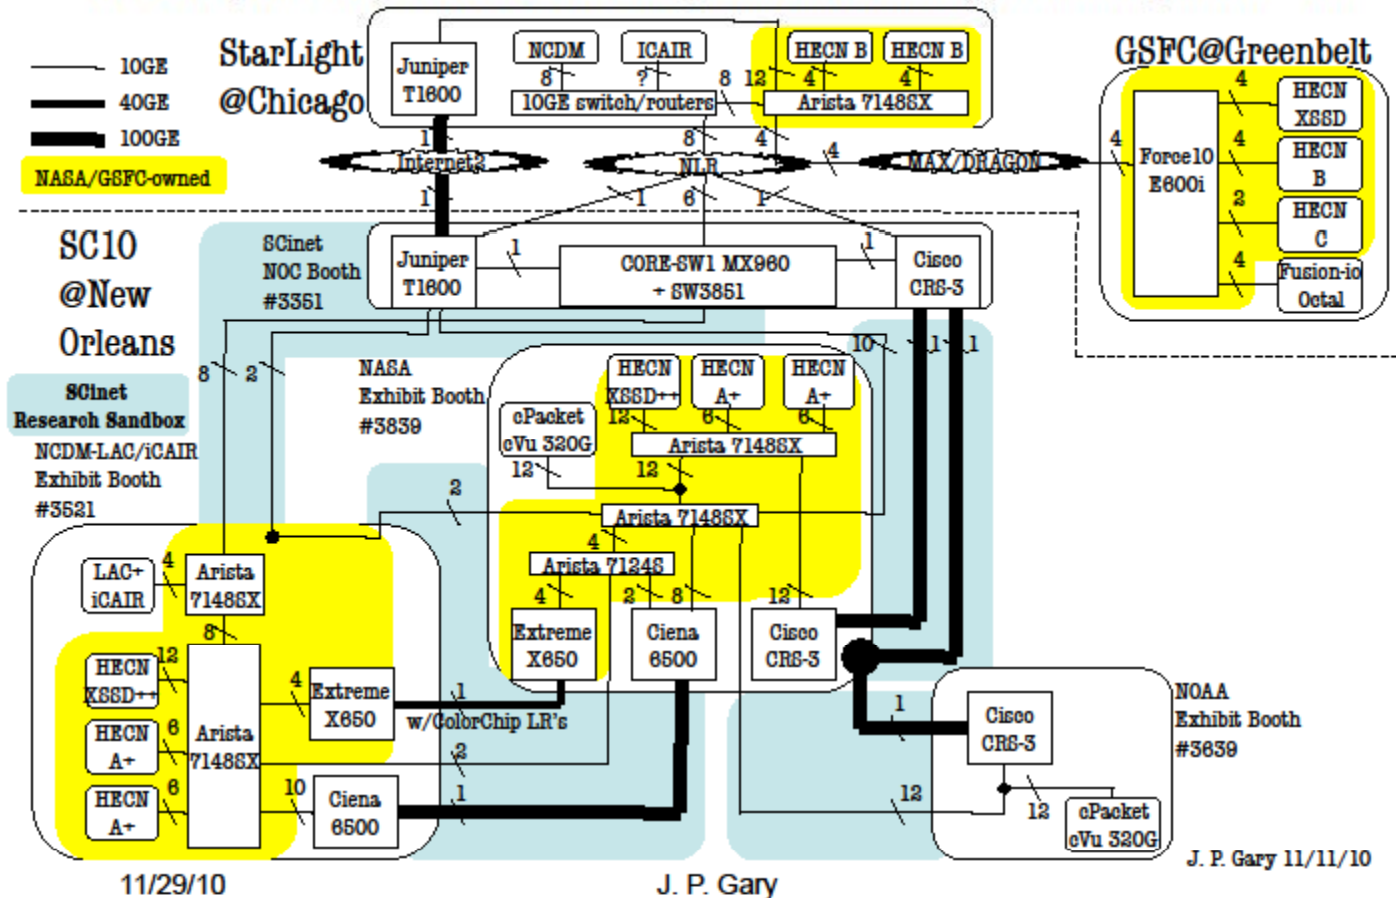 10GE
40GE
100GE
NASA/GSFC-owned
StarLight
@Chicago
Juniper
T1600
NCDM
ICAIR
HECN B
HECN B
8
?
8
12
4
4
10GE switch/routers
Arista 7148SX
1
8
4
Internet2
NLR
4
MAX/DRAGON
4
1
1
6
1
GSFC@Greenbelt
Force10
E600i
4
HECN
XSSD
4
HECN
B
2
HECN
C
4
Fusion-io
Octal
SC10
@New
Orleans
SCinet
NOC Booth
#3351
Juniper
T1600
1
CORE-SW1 MX960
+ SW3851
1
Cisco
CRS-3
8
2
10
1
1
SCinet
Research Sandbox
NASA
Exhibit Booth
#3839
HECN
XSSD++
HECN
A+
HECN
A+
12
6
6
cPacket
cVu 320G
Arista 7148SX
12
12
2
Arista 7148SX
4
Arista 7124S
4
2
8
12
Extreme
X650
Ciena
6500
Cisco
CRS-3
NCDM-LAC/iCAIR
Exhibit Booth
#3521
LAC+
iCAIR
4
Arista
7148SX
8
HECN
XSSD++
12
HECN
A+
6
HECN
A+
6
Arista
7148SX
4
Extreme
X650
1
w/ColorChip LR's
2
10
Ciena
6500
1
NOAA
Exhibit Booth
#3639
1
Cisco
CRS-3
12
12
cPacket
cVu 320G
J. P. Gary 11/11/10
11/29/10
J. P. Gary